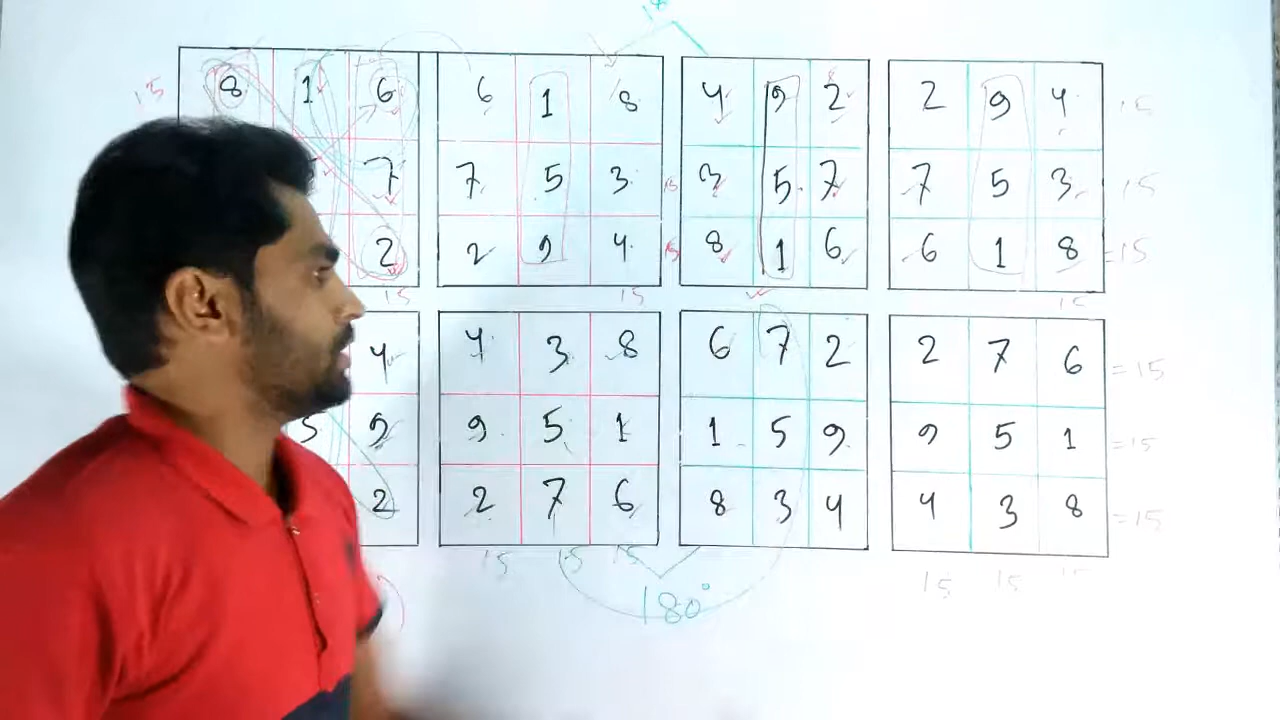 15 8 1 6 6 1 8 4 9 2 2 9 4 15
7 7 5 3 15 3 5 7 7 5 3 15
2 2 9 4 15 8 1 6 6 1 8 =15
15 15 15
4 4 3 8 6 7 2 2 7 6 =15
5 9 9 5 1 1 5 9 9 5 1 =15
2 2 7 6 8 3 4 4 3 8 =15
15 15 15 15 15
180°